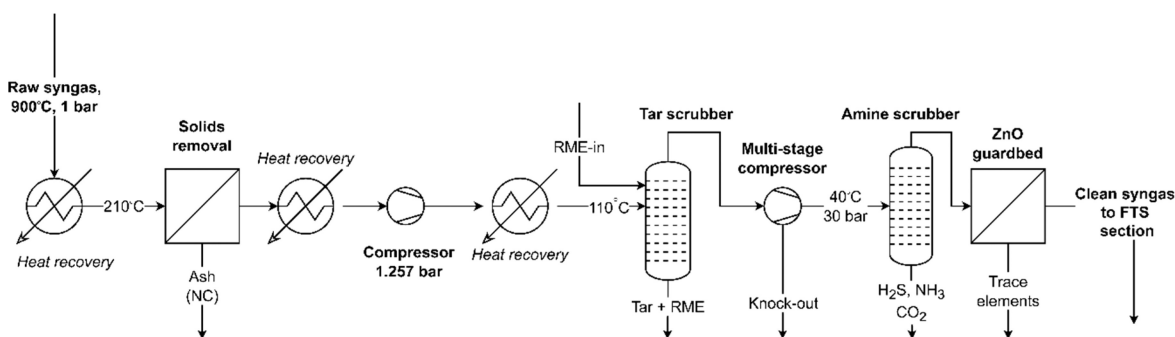 Raw syngas,
900°C, 1 bar
Heat recovery
210°C
Solids
removal
Ash
(NC)
Heat recovery
Compressor
1.257 bar
Heat recovery
RME-in
110°C
Tar scrubber
Tar + RME
Multi-stage
compressor
Knock-out
40°C
30 bar
Amine scrubber
H₂S, NH₃
CO₂
ZnO
guardbed
Trace
elements
Clean syngas
to FTS
section